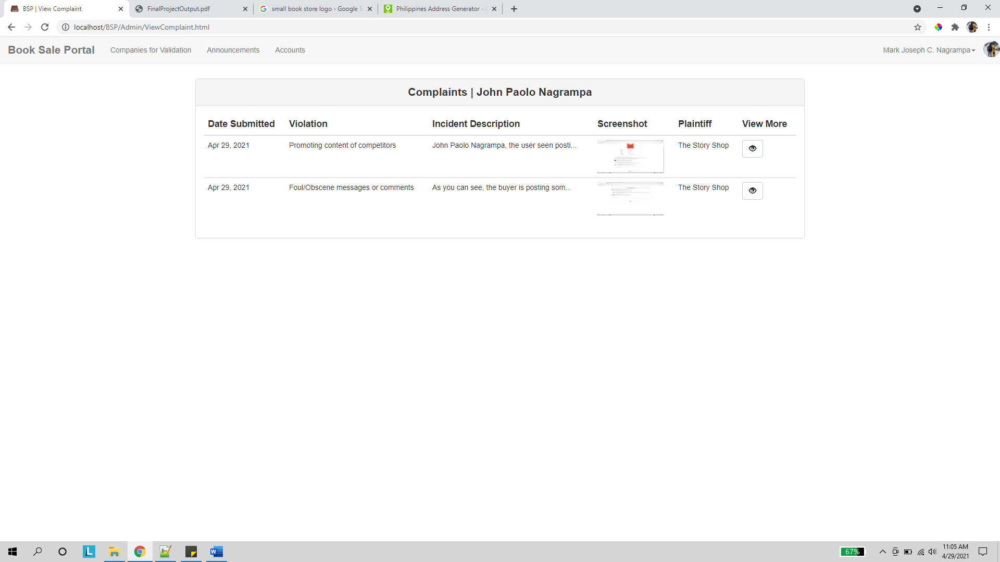 BSP | View Complaint
FinalProjectOutput.pdf
small book store logo - Google S
Philippines Address Generator -
localhost/BSP/Admin/ViewComplaint.html
Book Sale Portal
Companies for Validation
Announcements
Accounts
Mark Joseph C. Nagrampa
Complaints | John Paolo Nagrampa
Date Submitted Violation Incident Description Screenshot Plaintiff View More
Apr 29, 2021 Promoting content of competitors John Paolo Nagrampa, the user seen posti... The Story Shop
Apr 29, 2021 Foul/Obscene messages or comments As you can see, the buyer is posting som... The Story Shop
67%
11:05 AM
4/29/2021